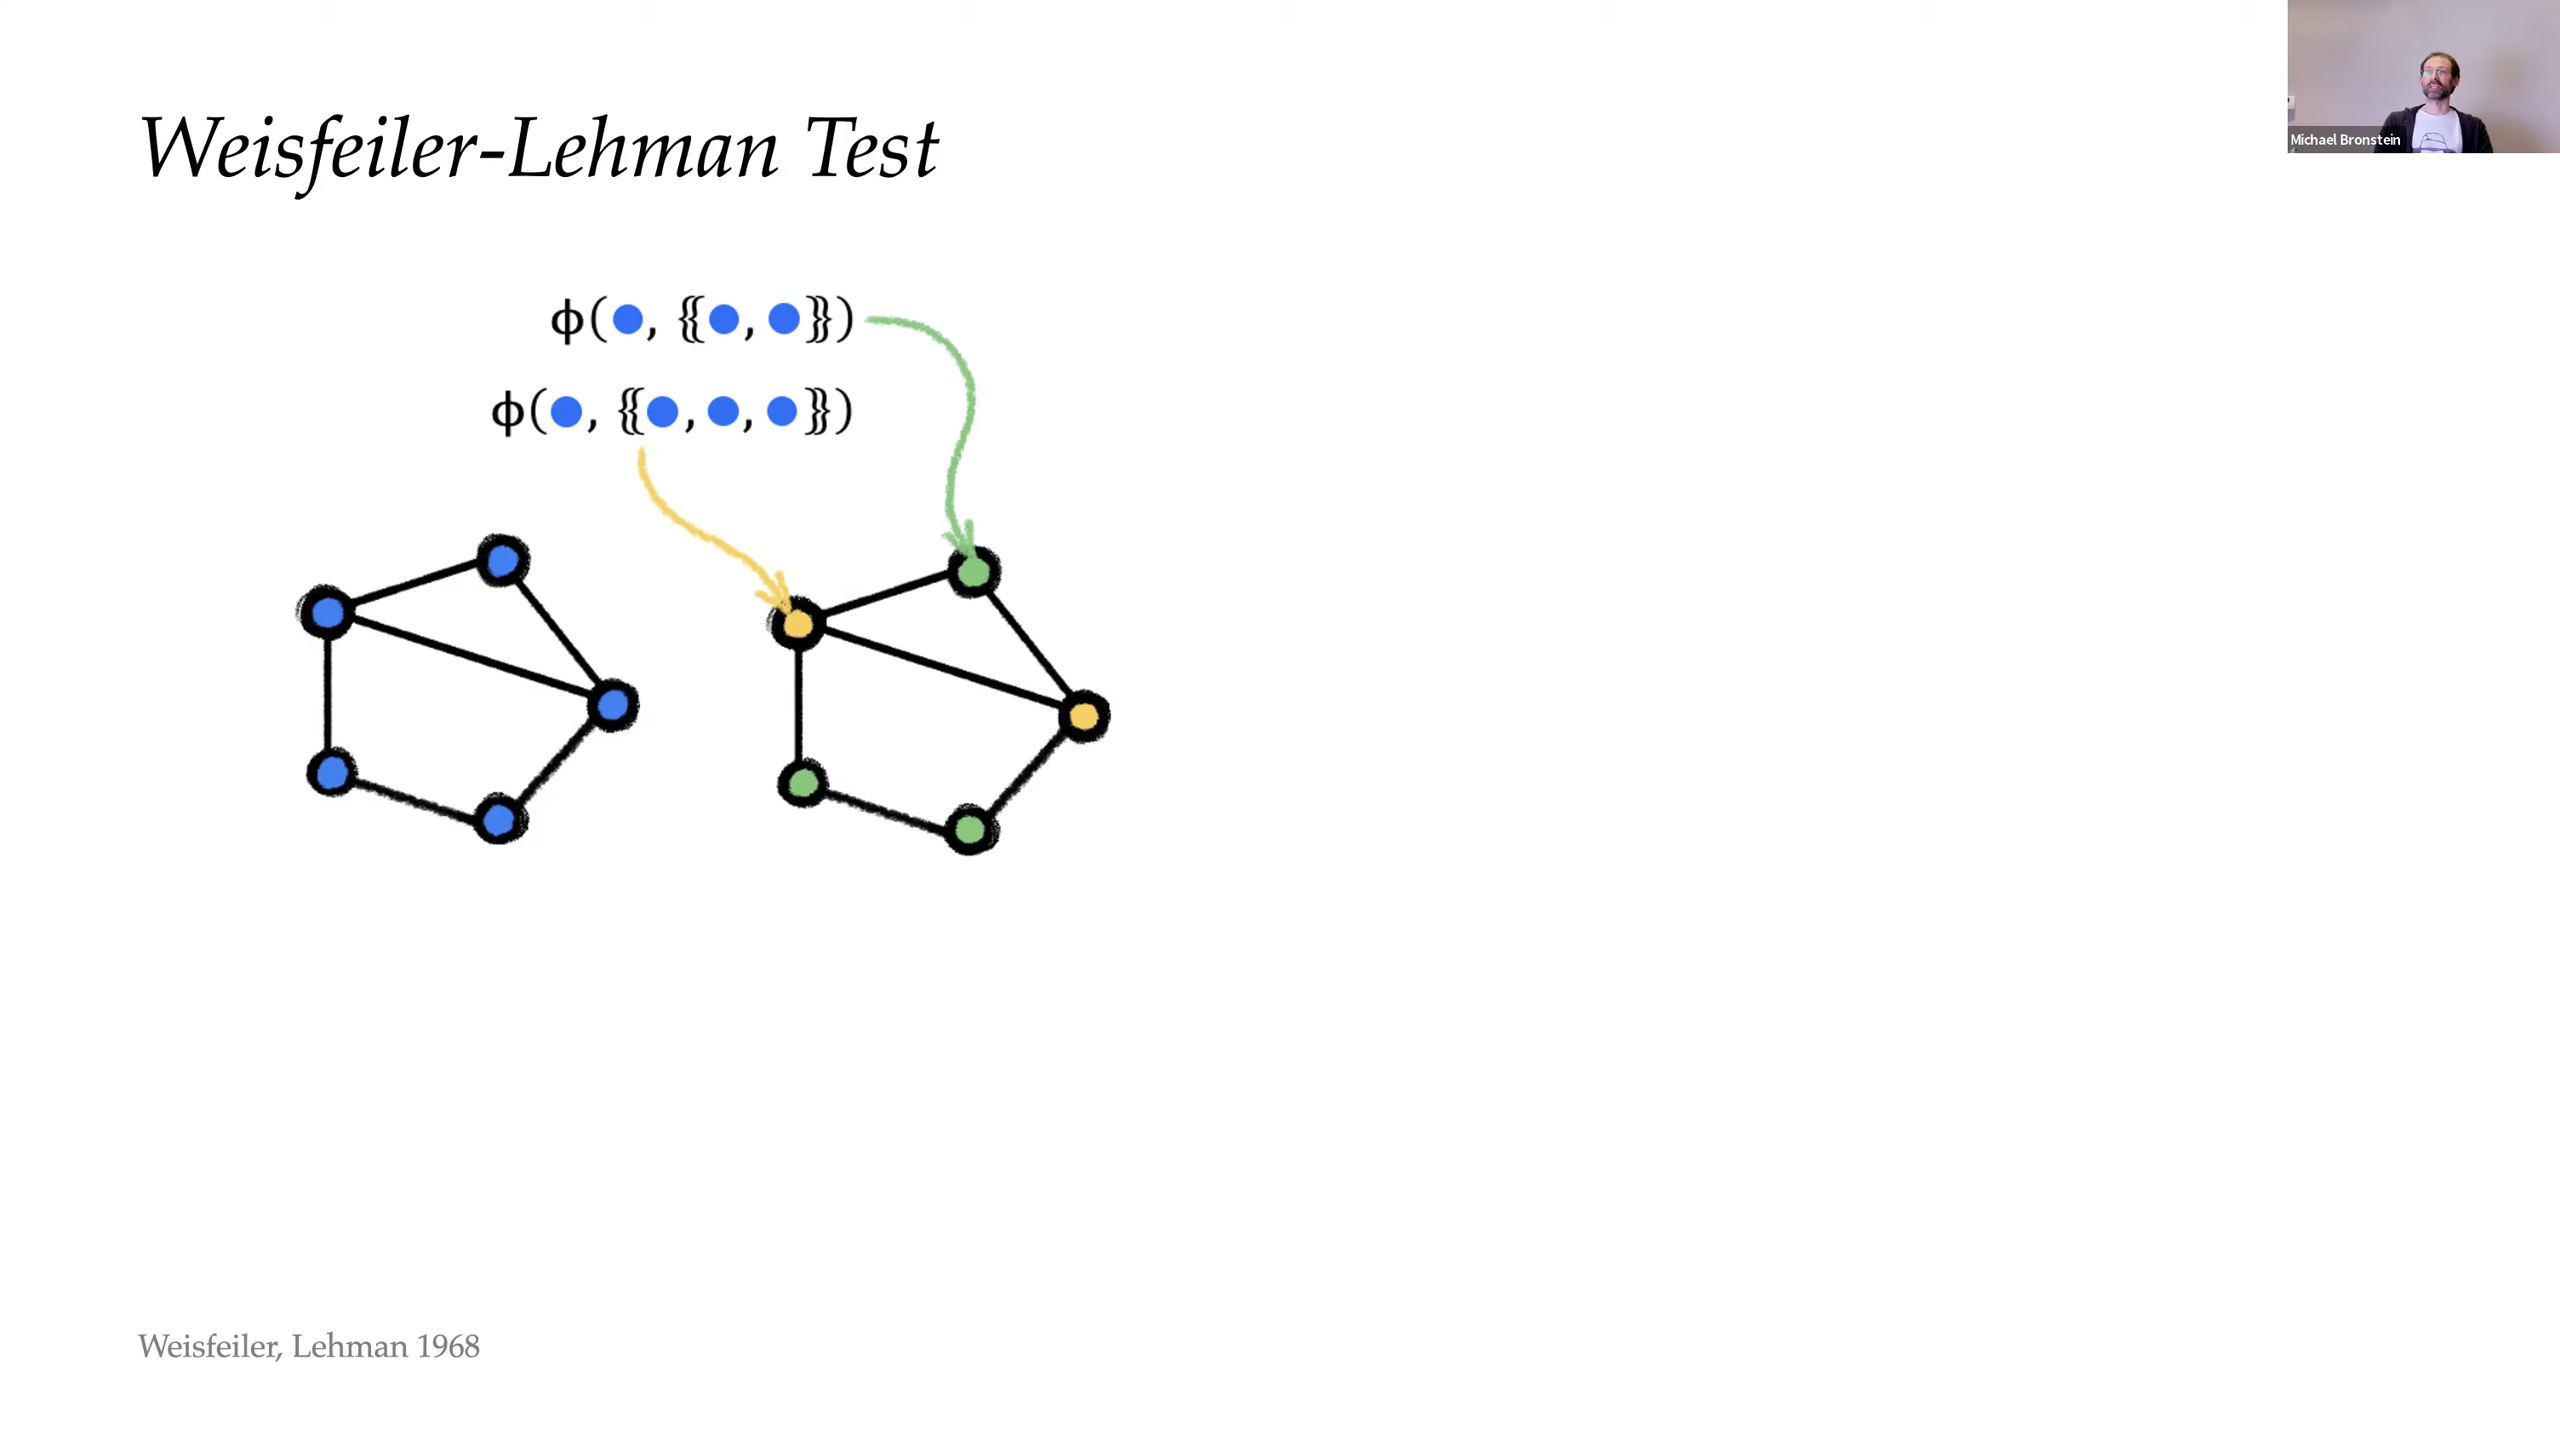 Weisfeiler-Lehman Test
Michael Bronstein
ϕ(●, {{●, ●}})
ϕ(●, {{●, ●, ●}})
Weisfeiler, Lehman 1968